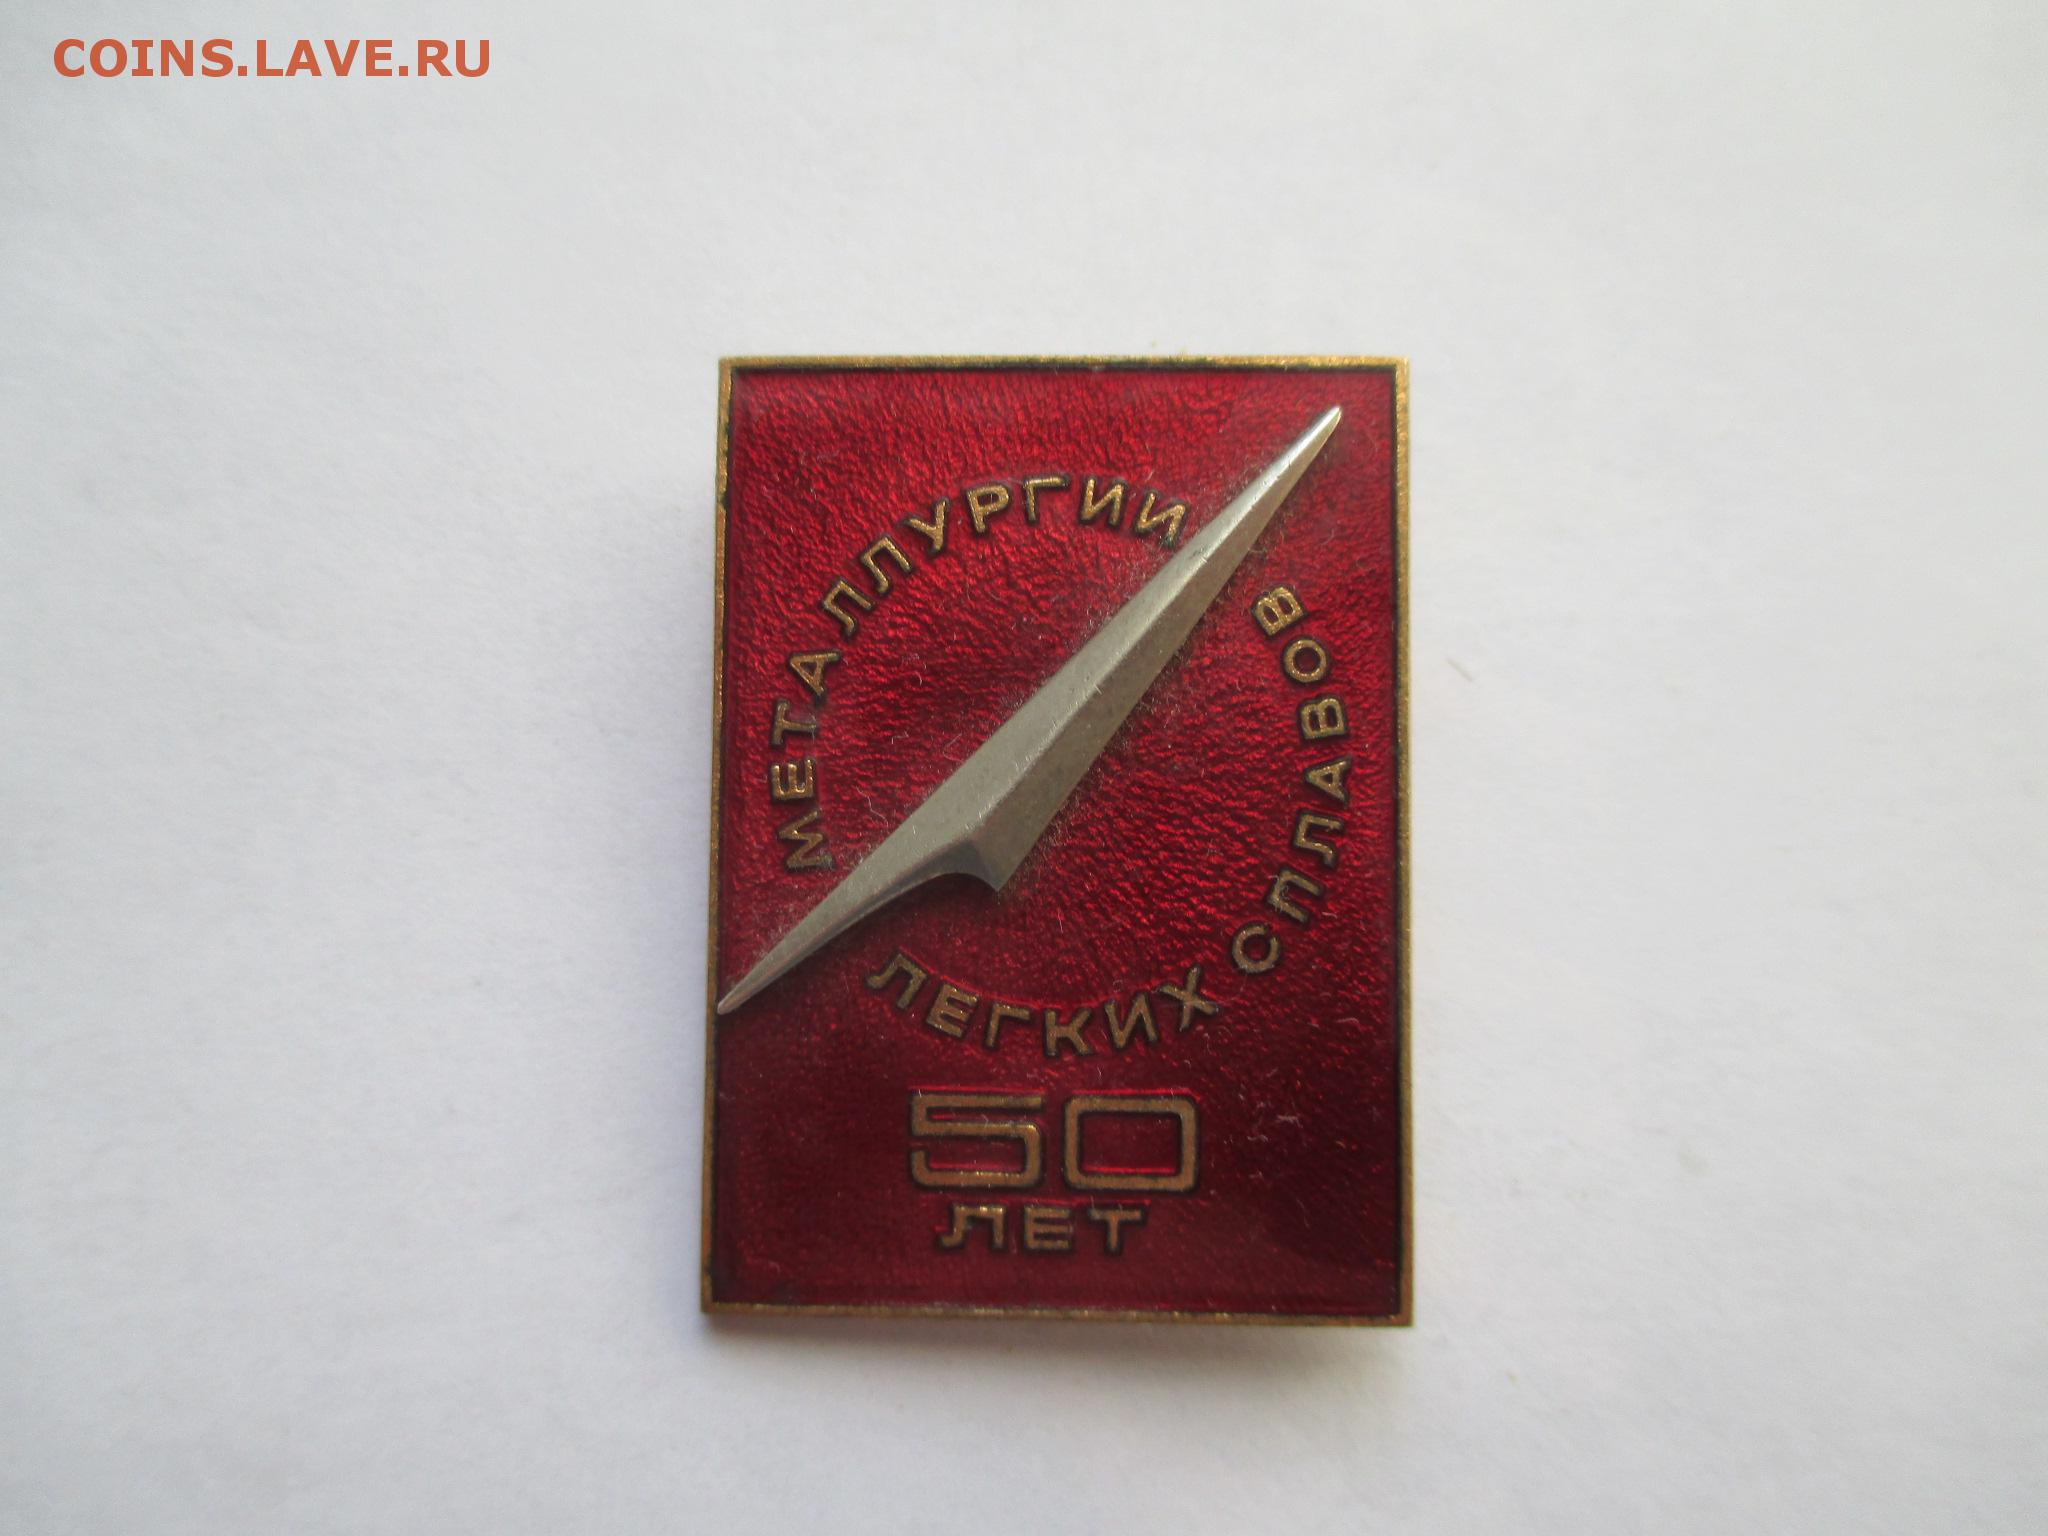 COINS.LAVE.RU
МЕТАЛЛУРГИИ
ЛЕГКИХ СПЛАВОВ
50
ЛЕТ